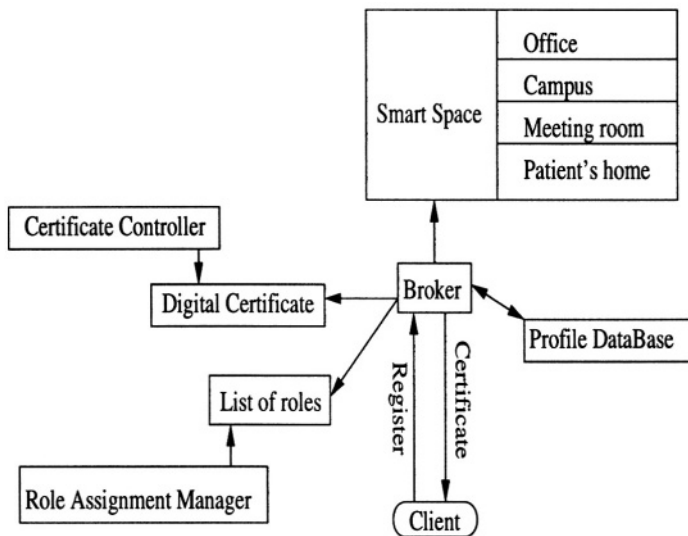 Office
Campus
Smart Space
Meeting room
Patient's home
Certificate Controller
Broker
Digital Certificate
Profile DataBase
Register
Certificate
List of roles
Role Assignment Manager
Client